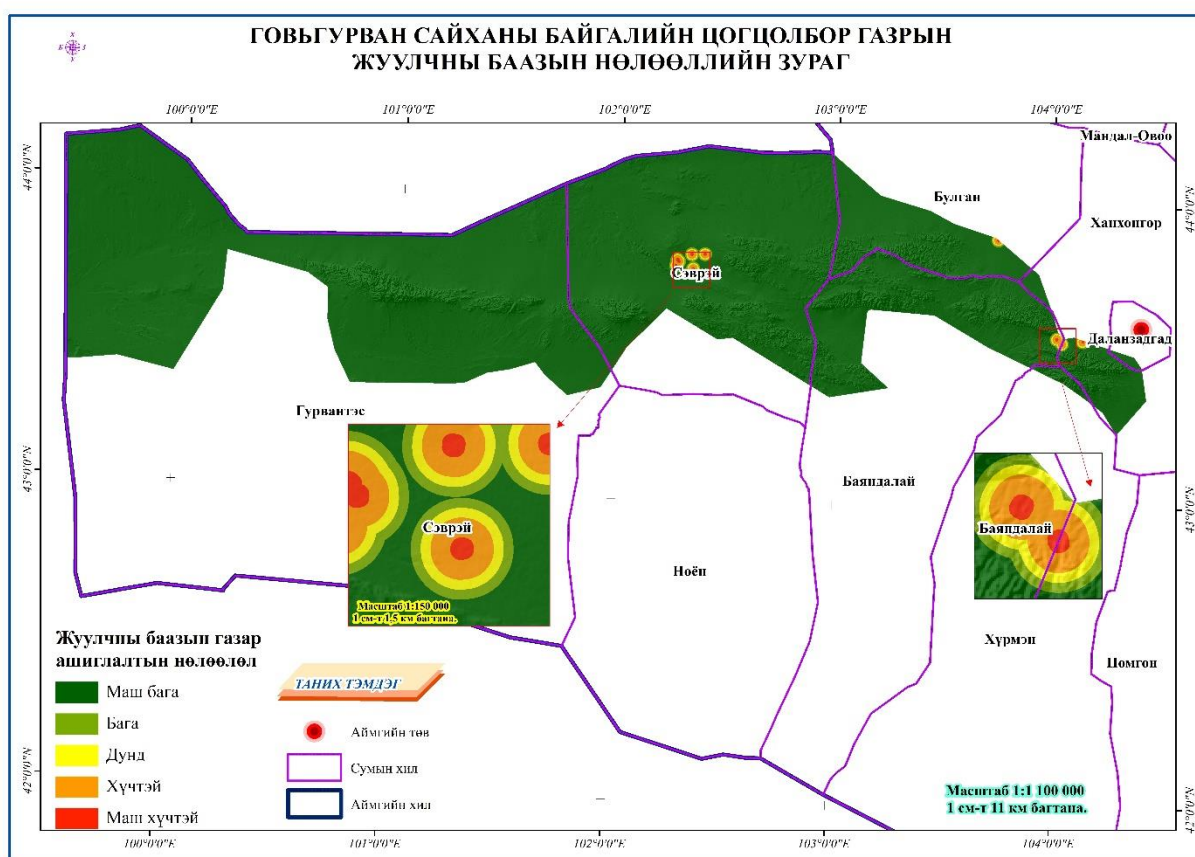 ГОВЬГУРВАН САЙХАНЫ БАЙГАЛИЙН ЦОГЦОЛБОР ГАЗРЫН
ЖУУЛЧНЫ БААЗЫН НӨЛӨӨЛЛИЙН ЗУРАГ
100°0'0"E
101°0'0"E
102°0'0"E
103°0'0"E
104°0'0"E
44°0'0"N
43°0'0"N
42°0'0"N
Мандал-Овоо
Булган
Ханхонгор
44°0'0"N
Сэврэй
Даланзадгад
Гурвантэс
Баяндалай
43°0'0"N
Сэврэй
Баяндалай
Ноён
Масштаб 1:150 000
1 см-т 1,5 км багтана.
Хүрмэн
Номгон
Жуулчны баазын газар
ашиглалтын нөлөөлөл
Маш бага
Бага
Дунд
Хүчтэй
Маш хүчтэй
ТАНИХ ТЭМДЭГ
Аймгийн төв
Сумын хил
Аймгийн хил
Масштаб 1:1 100 000
1 см-т 11 км багтана.
42°0'0"N
100°0'0"E
101°0'0"E
102°0'0"E
103°0'0"E
104°0'0"E